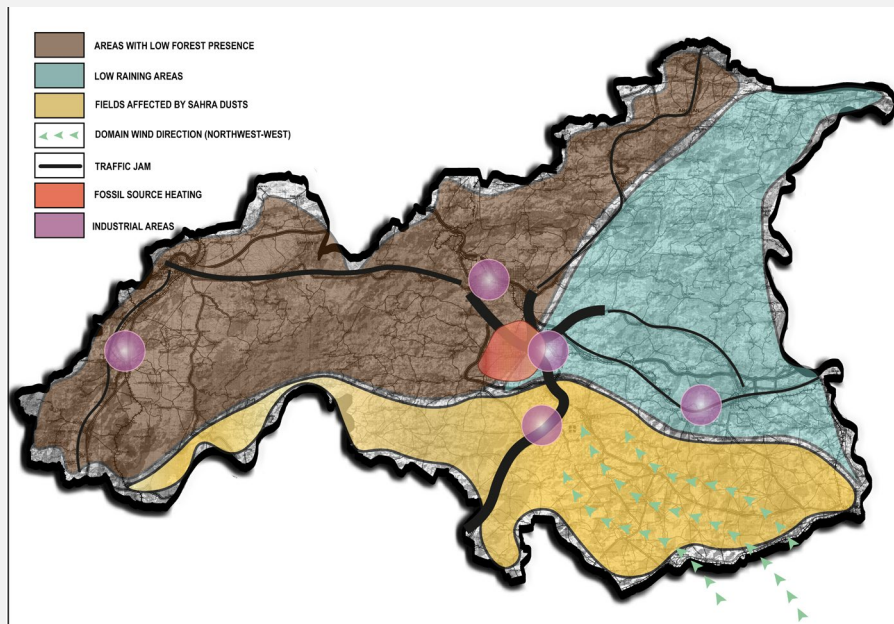 AREAS WITH LOW FOREST PRESENCE
LOW RAINING AREAS
FIELDS AFFECTED BY SAHRA DUSTS
DOMAIN WIND DIRECTION (NORTHWEST-WEST)
TRAFFIC JAM
FOSSIL SOURCE HEATING
INDUSTRIAL AREAS